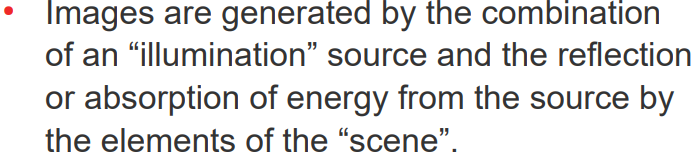 • Images are generated by the combination
of an “illumination” source and the reflection
or absorption of energy from the source by
the elements of the “scene”.